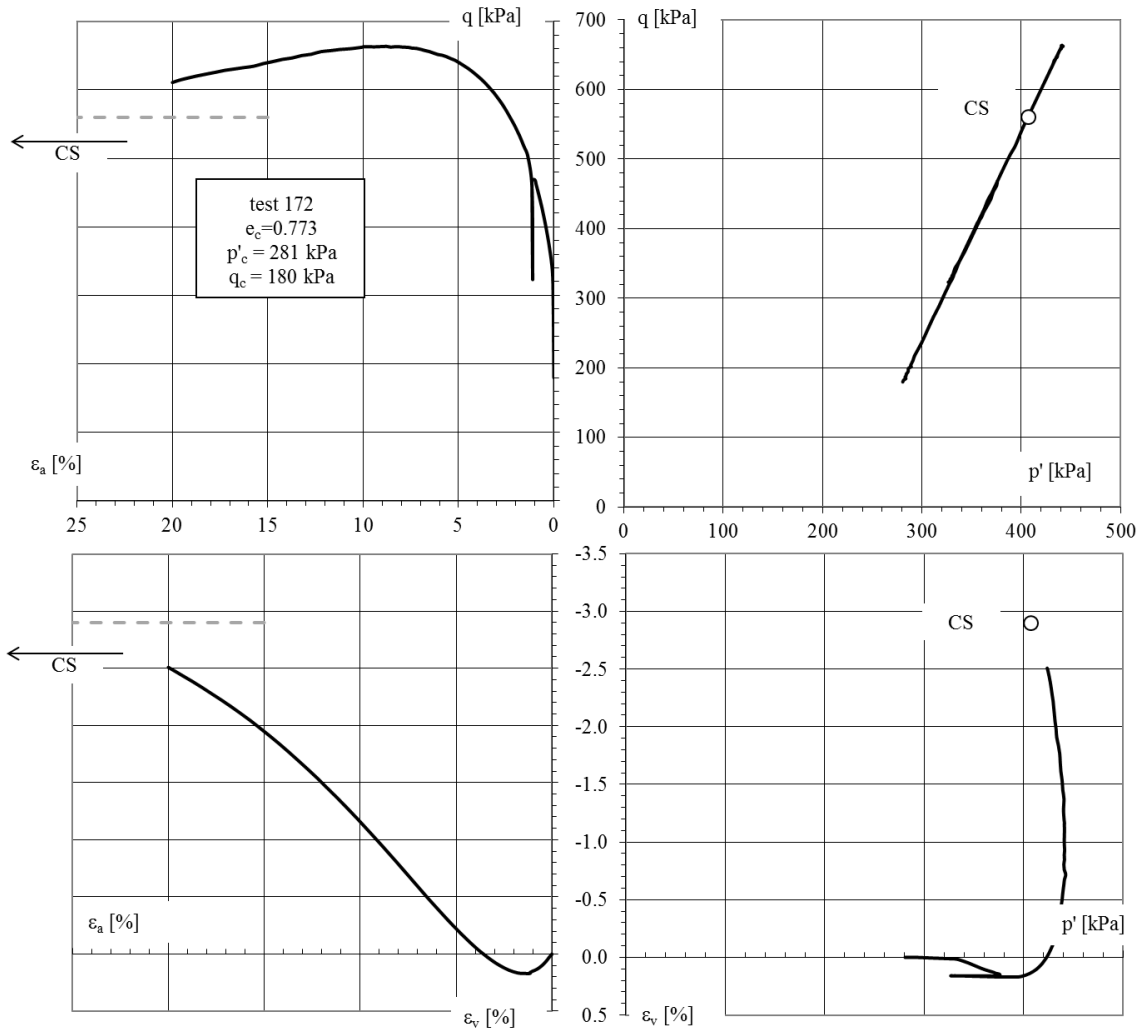 q [kPa]
CS
test 172
e_c=0.773
p'_c = 281 kPa
q_c = 180 kPa
ε_a [%]
25 20 15 10 5 0
-700 q [kPa]
600
500
400
300
200
100
0
CS
p' [kPa]
0 100 200 300 400 500
CS
ε_a [%]
ε_v [%]
-3.5
-3.0
-2.5
-2.0
-1.5
-1.0
-0.5
0.0
0.5
CS
p' [kPa]
ε_v [%]